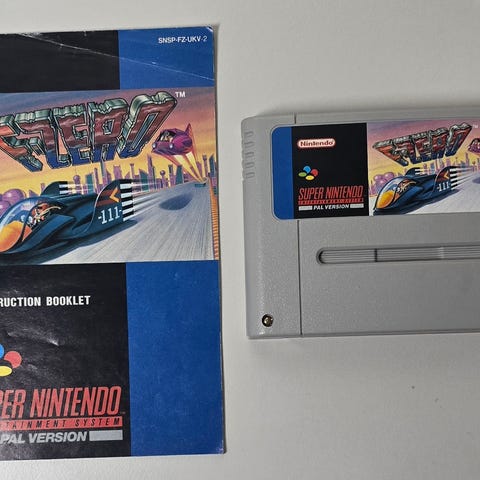 SNSP-FZ-UKV-2
F-ZERO
TM
111
RUCTION BOOKLET
PER NINTENDO
TAINMENT SYSTEM
PAL VERSION
Nintendo
F-ZERO
SUPER NINTENDO
ENTERTAINMENT SYSTEM
PAL VERSION